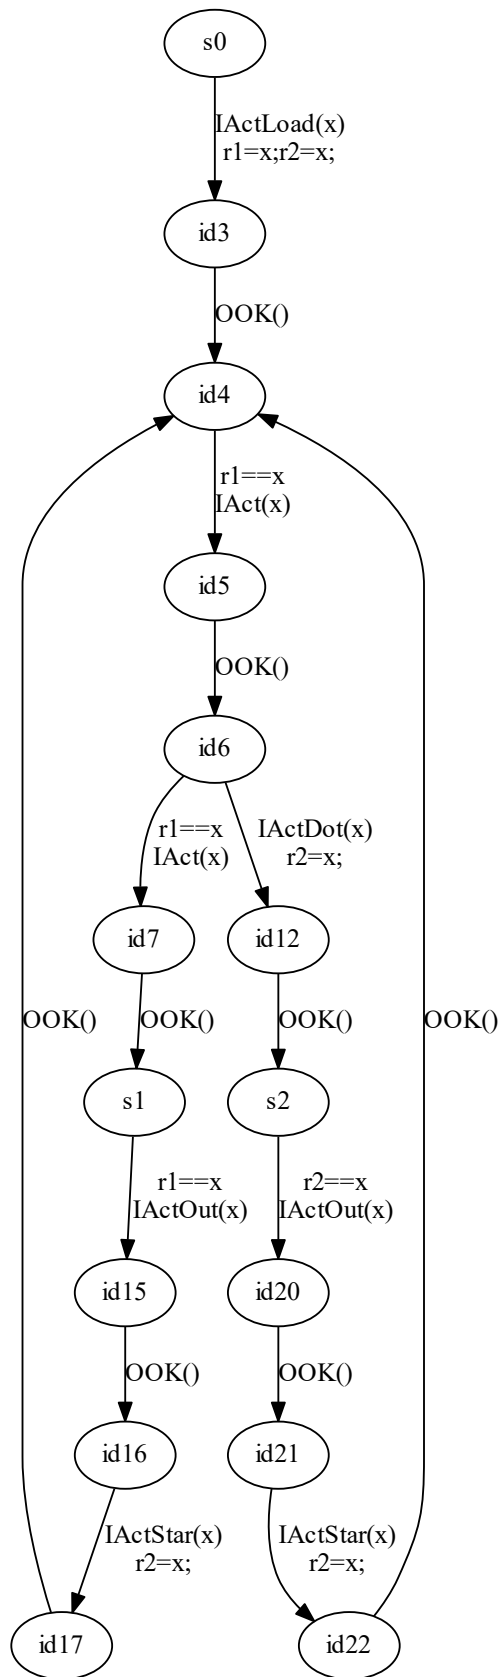 s0
IActLoad(x)
r1=x;r2=x;
id3
OOK()
id4
r1==x
IAct(x)
id5
OOK()
id6
r1==x
IAct(x)
IActDot(x)
r2=x;
id7
id12
OOK()
OOK()
OOK()
OOK()
s1
s2
r1==x
IActOut(x)
r2==x
IActOut(x)
id15
id20
OOK()
OOK()
id16
id21
IActStar(x)
r2=x;
IActStar(x)
r2=x;
id17
id22